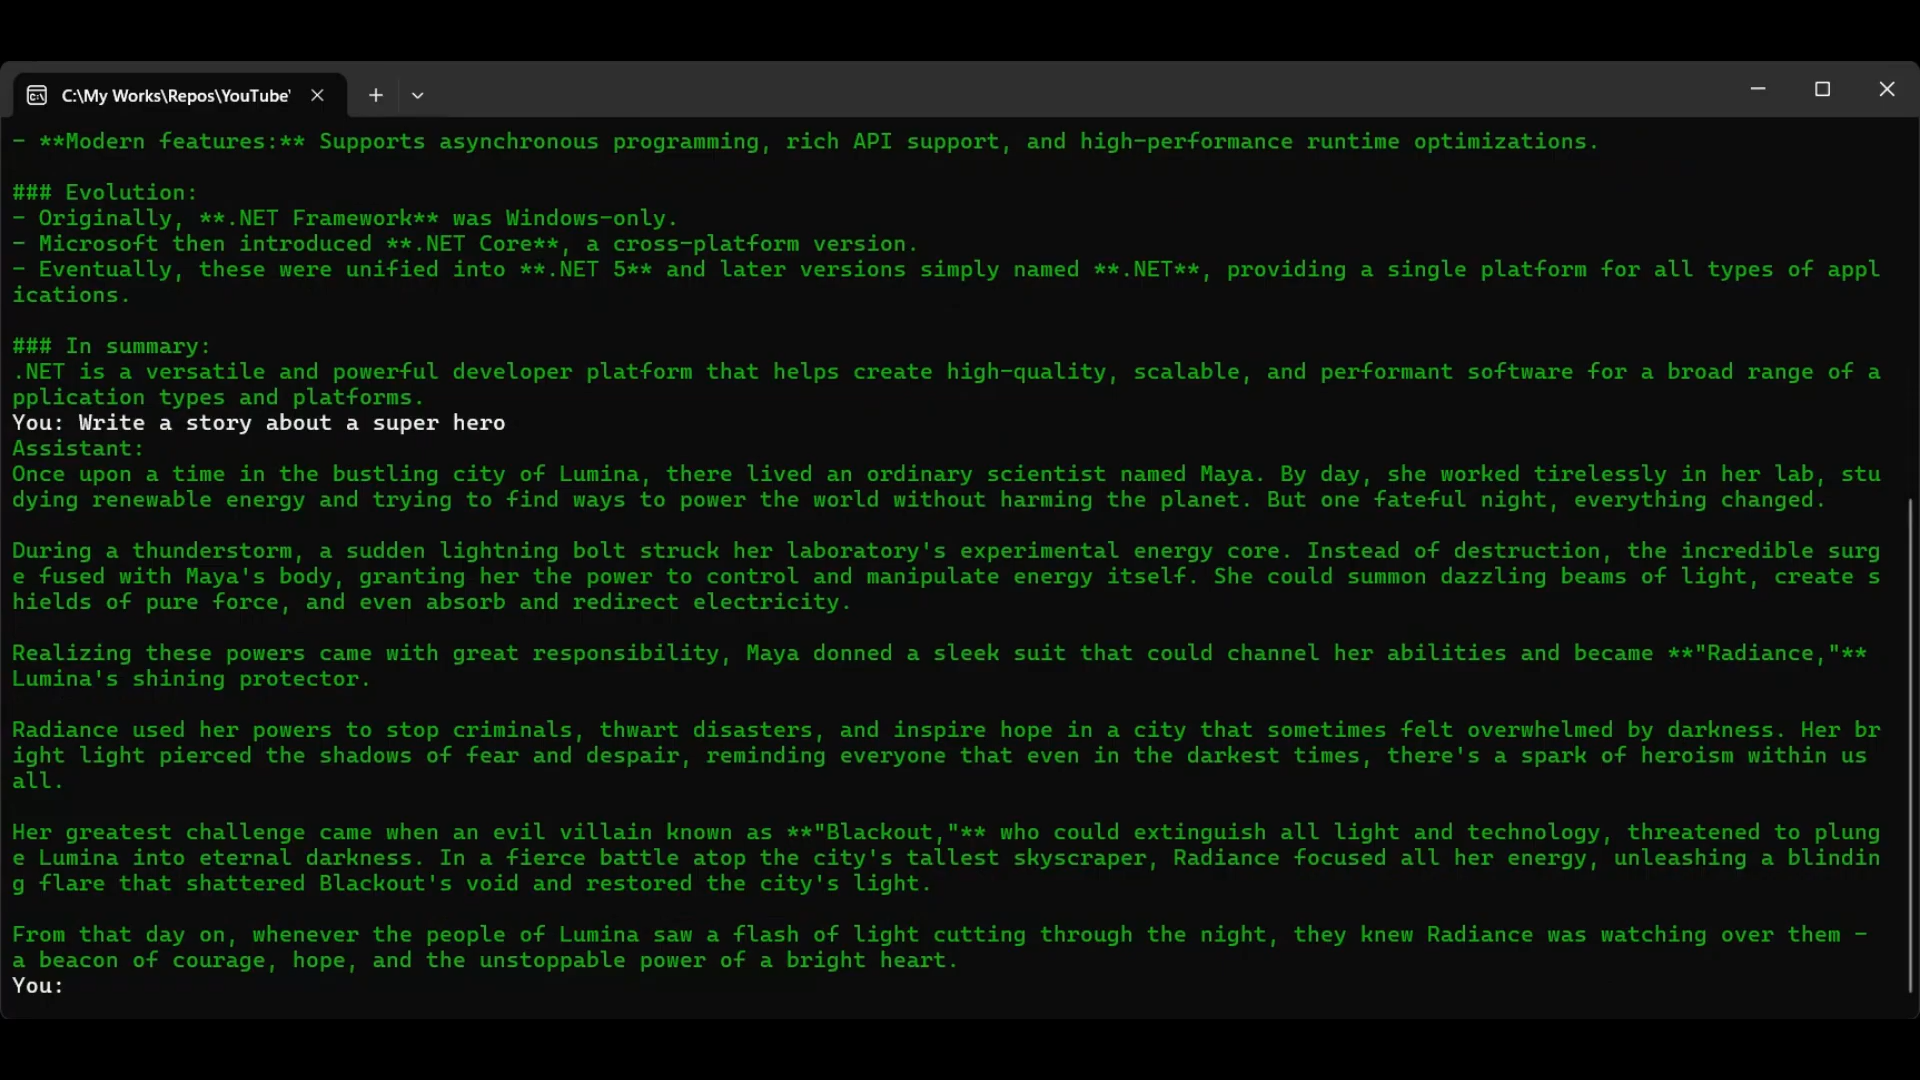 C:\My Works\Repos\YouTube'
- **Modern features:** Supports asynchronous programming, rich API support, and high-performance runtime optimizations.
### Evolution:
- Originally, **.NET Framework** was Windows-only.
- Microsoft then introduced **.NET Core**, a cross-platform version.
- Eventually, these were unified into **.NET 5** and later versions simply named **.NET**, providing a single platform for all types of appl
ications.
### In summary:
.NET is a versatile and powerful developer platform that helps create high-quality, scalable, and performant software for a broad range of a
pplication types and platforms.
You: Write a story about a super hero
Assistant:
Once upon a time in the bustling city of Lumina, there lived an ordinary scientist named Maya. By day, she worked tirelessly in her lab, stu
dying renewable energy and trying to find ways to power the world without harming the planet. But one fateful night, everything changed.
During a thunderstorm, a sudden lightning bolt struck her laboratory's experimental energy core. Instead of destruction, the incredible surg
e fused with Maya's body, granting her the power to control and manipulate energy itself. She could summon dazzling beams of light, create s
hields of pure force, and even absorb and redirect electricity.
Realizing these powers came with great responsibility, Maya donned a sleek suit that could channel her abilities and became **"Radiance,"**
Lumina's shining protector.
Radiance used her powers to stop criminals, thwart disasters, and inspire hope in a city that sometimes felt overwhelmed by darkness. Her br
ight light pierced the shadows of fear and despair, reminding everyone that even in the darkest times, there's a spark of heroism within us
all.
Her greatest challenge came when an evil villain known as **"Blackout,"** who could extinguish all light and technology, threatened to plung
e Lumina into eternal darkness. In a fierce battle atop the city's tallest skyscraper, Radiance focused all her energy, unleashing a blindin
g flare that shattered Blackout's void and restored the city's light.
From that day on, whenever the people of Lumina saw a flash of light cutting through the night, they knew Radiance was watching over them –
a beacon of courage, hope, and the unstoppable power of a bright heart.
You: